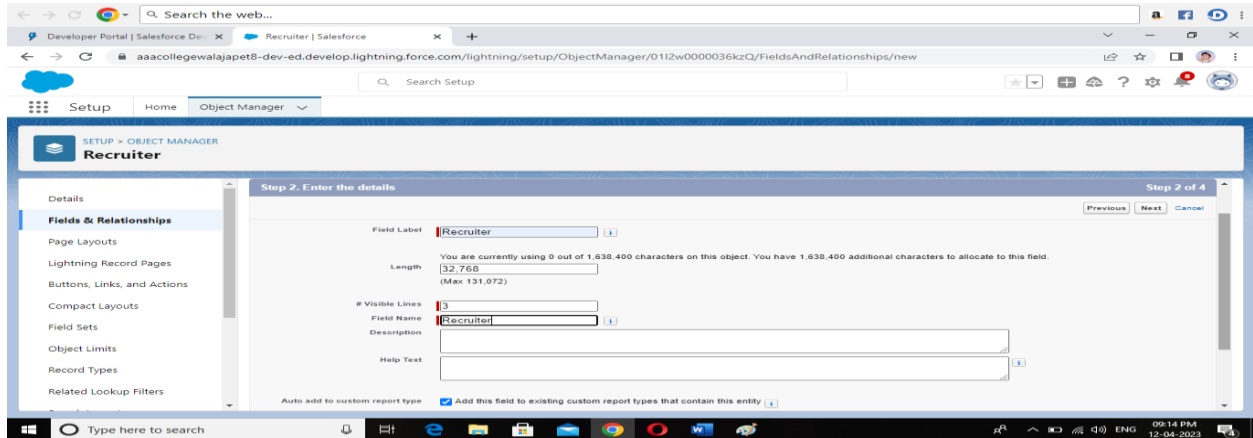 Search the web...
Developer Portal | Salesforce Dev
Recruiter | Salesforce
aaacollegewalajapet8-dev-ed.develop.lightning.force.com/lightning/setup/ObjectManager/01I2w0000036kzQ/FieldsAndRelationships/new
Search Setup
Setup Home Object Manager
SETUP > OBJECT MANAGER
Recruiter
Details
Fields & Relationships
Page Layouts
Lightning Record Pages
Buttons, Links, and Actions
Compact Layouts
Field Sets
Object Limits
Record Types
Related Lookup Filters
Step 2. Enter the details Step 2 of 4
Previous Next Cancel
Field Label Recruiter
You are currently using 0 out of 1,638,400 characters on this object. You have 1,638,400 additional characters to allocate to this field.
Length 32,768
(Max 131,072)
# Visible Lines 3
Field Name Recruiter
Description
Help Text
Auto add to custom report type Add this field to existing custom report types that contain this entity
Type here to search
ENG
09:14 PM
12-04-2023